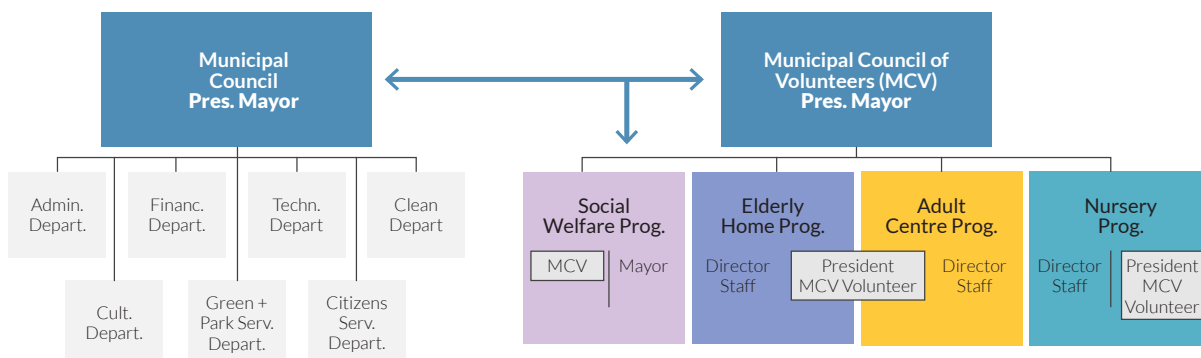 Municipal
Council
Pres. Mayor
Municipal Council of
Volunteers (MCV)
Pres. Mayor
Admin.
Depart.
Financ.
Depart.
Techn.
Depart
Clean
Depart
Cult.
Depart.
Green +
Park Serv.
Depart.
Citizens
Serv.
Depart.
Social
Welfare Prog.
MCV
Mayor
Elderly
Home Prog.
Director
Staff
President
MCV Volunteer
Adult
Centre Prog.
Director
Staff
Nursery
Prog.
Director
Staff
President
MCV
Volunteer